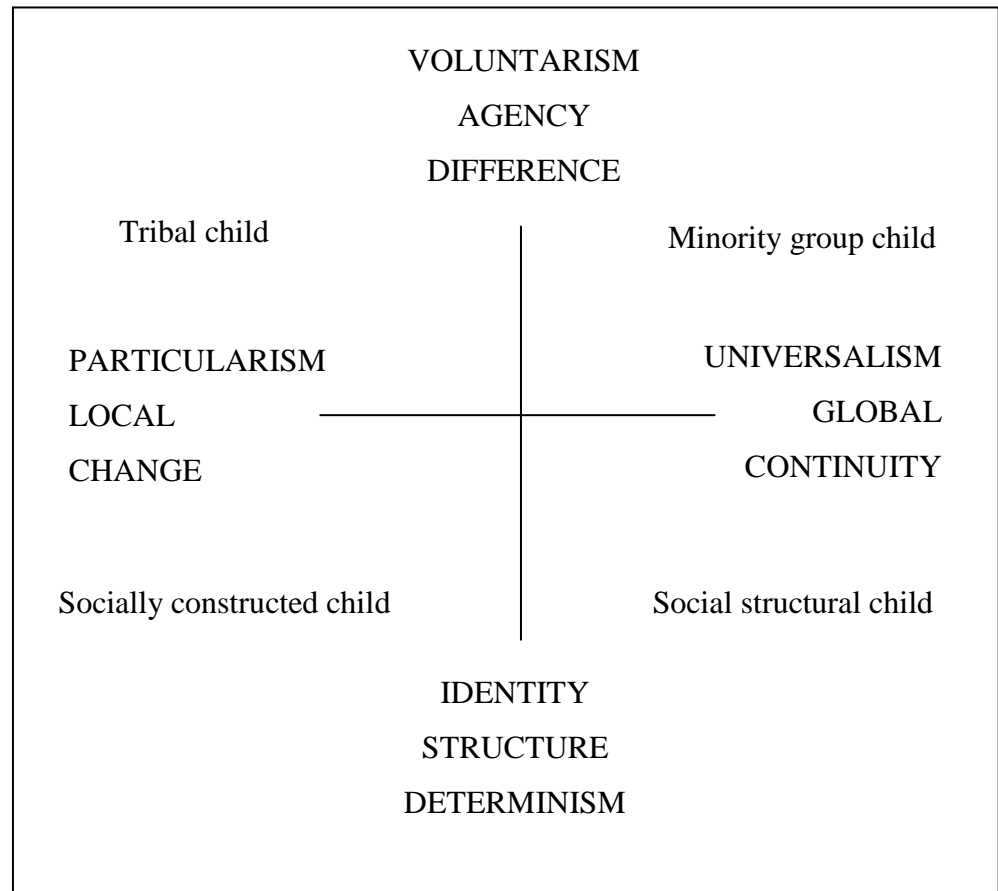 VOLUNTARISM
AGENCY
DIFFERENCE
Tribal child
Minority group child
PARTICULARISM
LOCAL
CHANGE
UNIVERSALISM
GLOBAL
CONTINUITY
Socially constructed child
Social structural child
IDENTITY
STRUCTURE
DETERMINISM